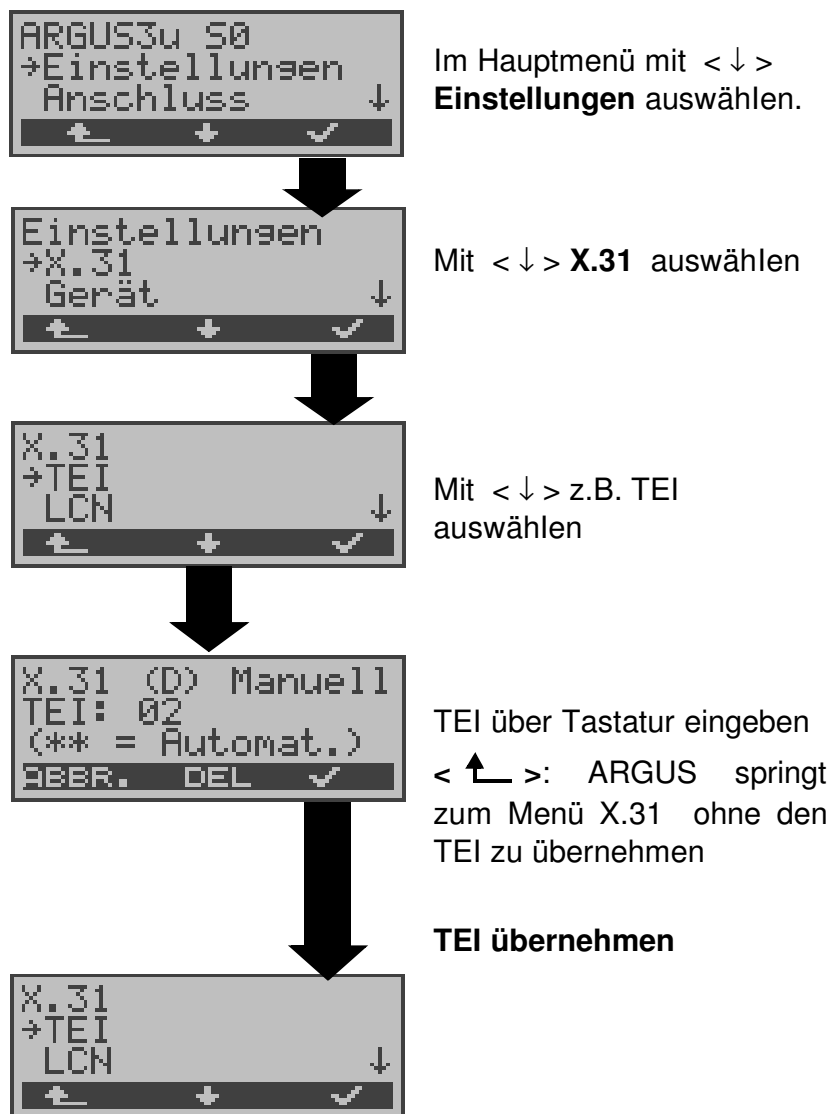 ARGUS3u S0
→Einstellungen
Anschluss ↓
Im Hauptmenü mit < ↓ >
Einstellungen auswählen.
Einstellungen
→X.31
Gerät ↓
Mit < ↓ > X.31 auswählen
X.31
→TEI
LCN ↓
Mit < ↓ > z.B. TEI
auswählen
X.31 (D) Manuell
TEI: 02
(** = Automat.)
ABBR. DEL ✓
TEI über Tastatur eingeben
< >: ARGUS springt
zum Menü X.31 ohne den
TEI zu übernehmen
TEI übernehmen
X.31
→TEI
LCN ↓